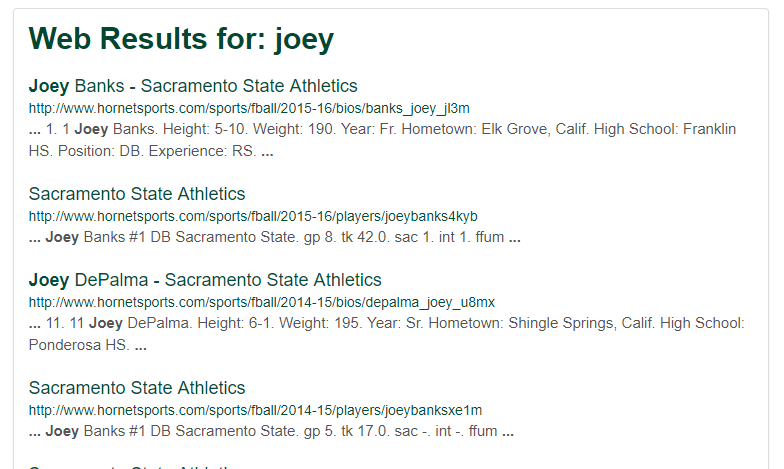 Web Results for: joey
Joey Banks - Sacramento State Athletics
http://www.hornetsports.com/sports/fball/2015-16/bios/banks_joey_jl3m
... 1. 1 Joey Banks. Height: 5-10. Weight: 190. Year: Fr. Hometown: Elk Grove, Calif. High School: Franklin
HS. Position: DB. Experience: RS. ...
Sacramento State Athletics
http://www.hornetsports.com/sports/fball/2015-16/players/joeybanks4kyb
... Joey Banks #1 DB Sacramento State. gp 8. tk 42.0. sac 1. int 1. ffum ...
Joey DePalma - Sacramento State Athletics
http://www.hornetsports.com/sports/fball/2014-15/bios/depalma_joey_u8mx
... 11. 11 Joey DePalma. Height: 6-1. Weight: 195. Year: Sr. Hometown: Shingle Springs, Calif. High School:
Ponderosa HS. ...
Sacramento State Athletics
http://www.hornetsports.com/sports/fball/2014-15/players/joeybanksxe1m
... Joey Banks #1 DB Sacramento State. gp 5. tk 17.0. sac -. int -. ffum ...